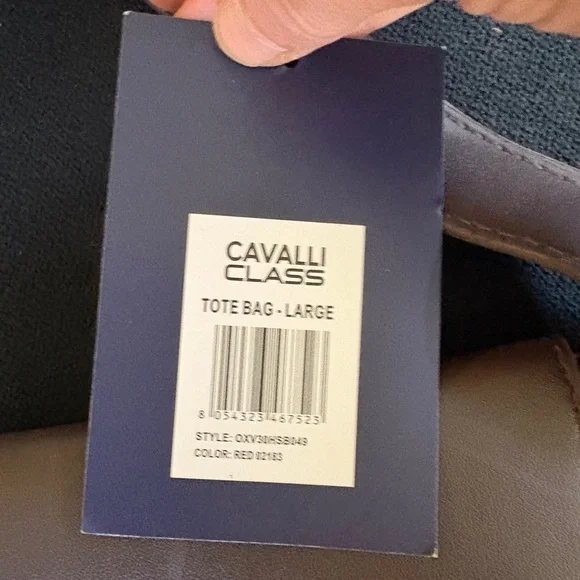 CAVALLI
CLASS
TOTE BAG - LARGE
8 054323 467523
STYLE: OXV30HSB049
COLOR: RED 02183